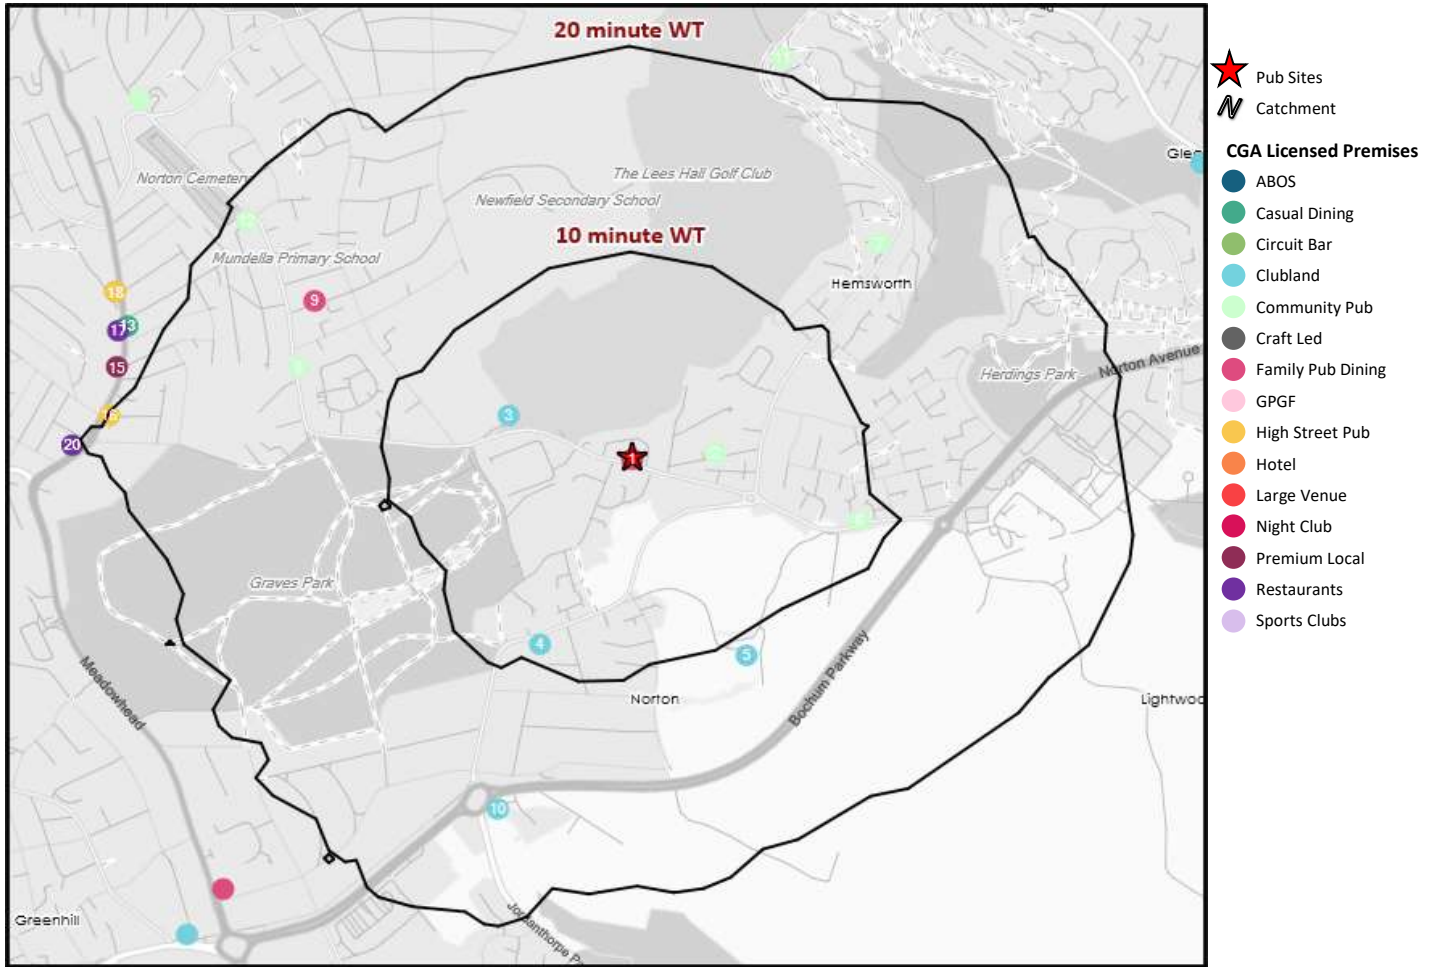 20 minute WT
Glee
Norton Cemetery
The Lees Hall Golf Club
Newfield Secondary School
10 minute WT
Mundella Primary School
Hemsworth
18
9
17
13
15
Norton Avenue
Herdings Park
3
20
1
Graves Park
4
5
Meadowhead
Norton
Bochum Parkway
Lightwoo
10
Greenhill
Jordanthorpe Pa
Pub Sites
Catchment
CGA Licensed Premises
ABOS
Casual Dining
Circuit Bar
Clubland
Community Pub
Craft Led
Family Pub Dining
GPGF
High Street Pub
Hotel
Large Venue
Night Club
Premium Local
Restaurants
Sports Clubs